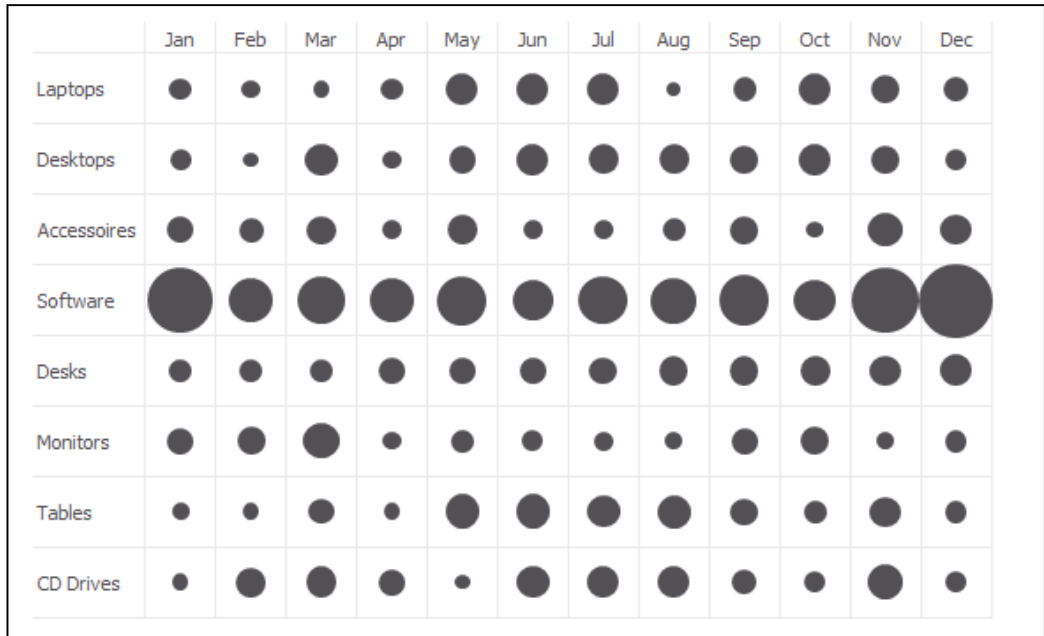 Jan Feb Mar Apr May Jun Jul Aug Sep Oct Nov Dec
Laptops
Desktops
Accessoires
Software
Desks
Monitors
Tables
CD Drives